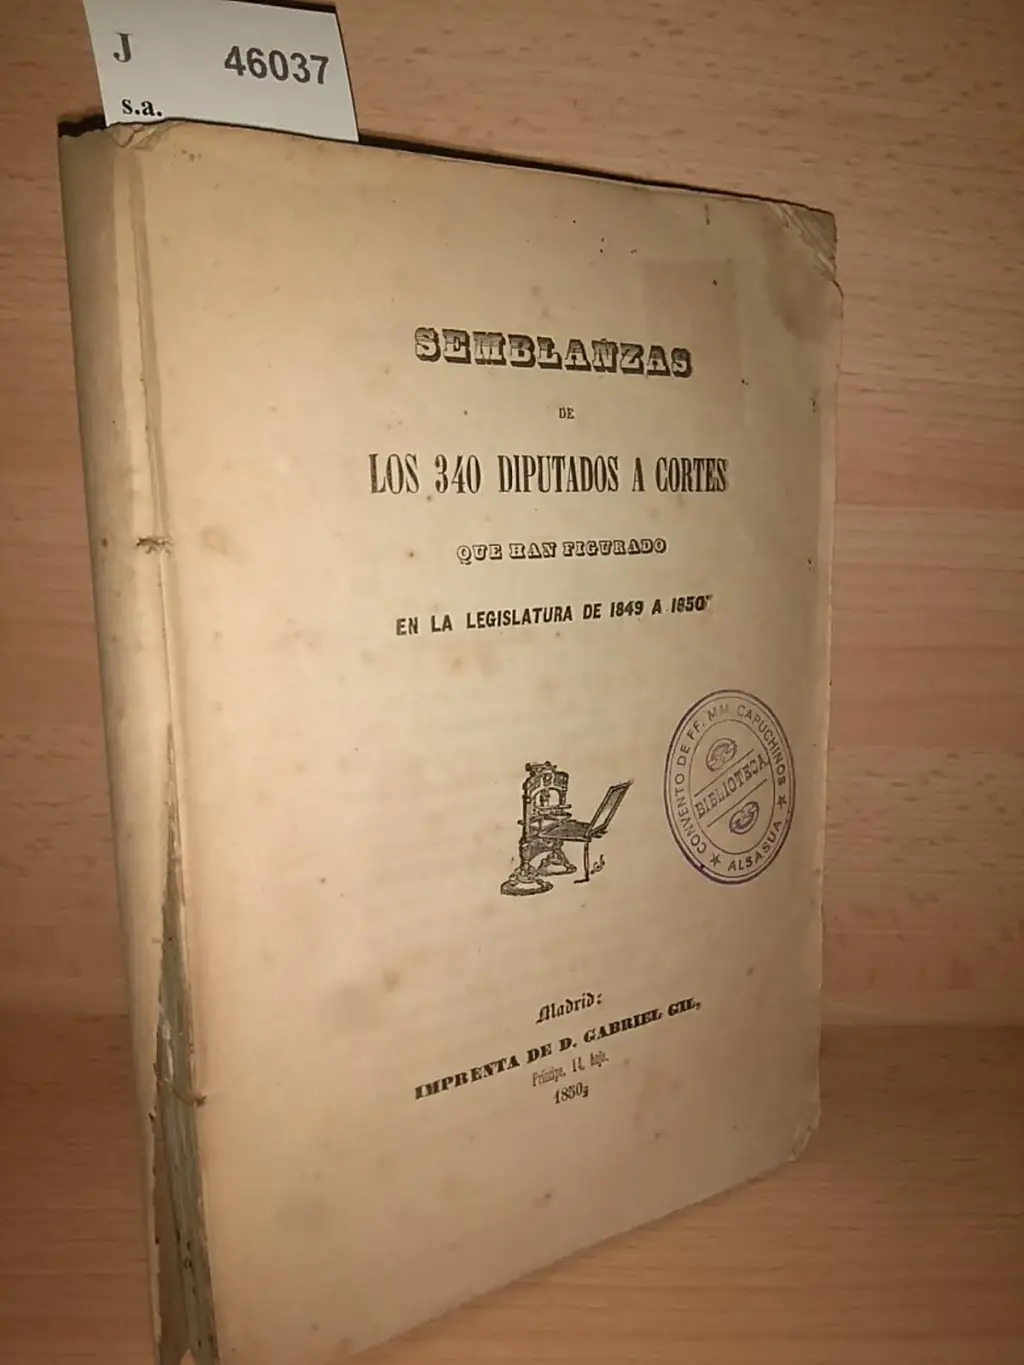 J 46037
s.a.
SEMBLANZAS
DE
LOS 340 DIPUTADOS A CORTES
QUE HAN FIGURADO
EN LA LEGISLATURA DE 1849 A 1850
CONVENTO DE FF. MM. CAPUCHINOS
BIBLIOTECA
★ ALSASUA ★
Madrid:
IMPRENTA DE D. GABRIEL GIL,
Príncipe, 14, bajo.
1850